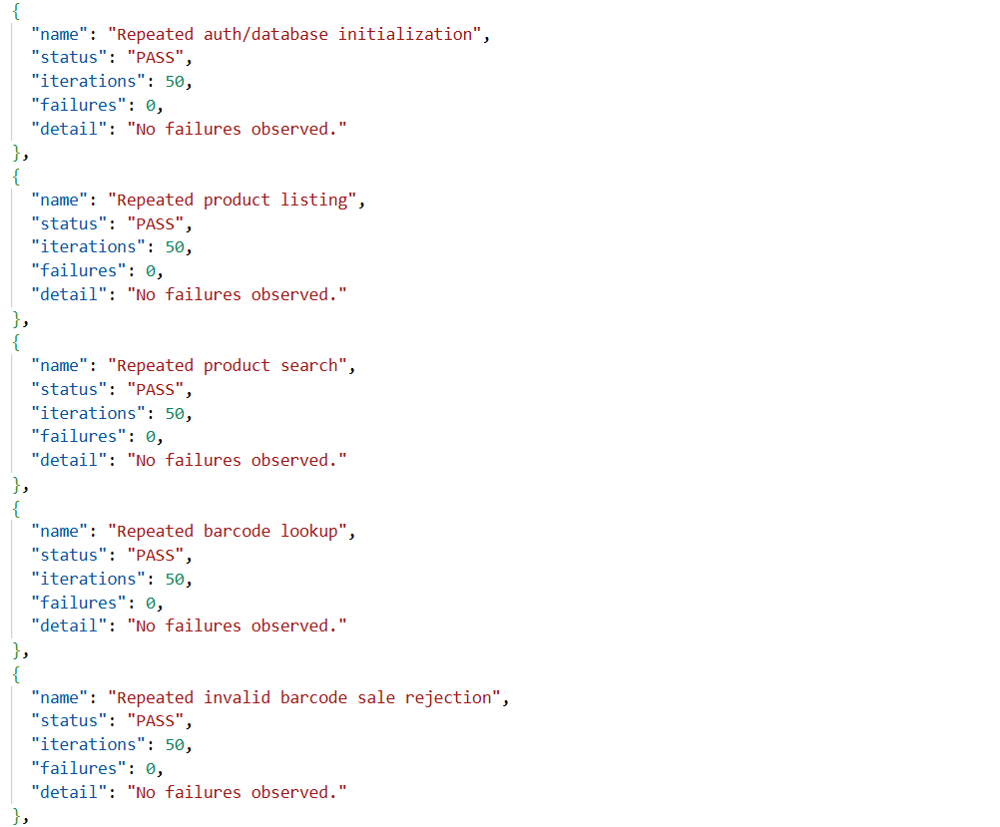 {
"name": "Repeated auth/database initialization",
"status": "PASS",
"iterations": 50,
"failures": 0,
"detail": "No failures observed."
},
{
"name": "Repeated product listing",
"status": "PASS",
"iterations": 50,
"failures": 0,
"detail": "No failures observed."
},
{
"name": "Repeated product search",
"status": "PASS",
"iterations": 50,
"failures": 0,
"detail": "No failures observed."
},
{
"name": "Repeated barcode lookup",
"status": "PASS",
"iterations": 50,
"failures": 0,
"detail": "No failures observed."
},
{
"name": "Repeated invalid barcode sale rejection",
"status": "PASS",
"iterations": 50,
"failures": 0,
"detail": "No failures observed."
},